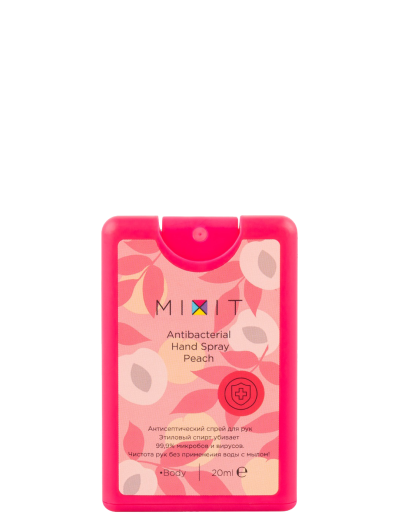 MIXIT
Antibacterial
Hand Spray
Peach
Антисептический спрей для рук
Этиловый спирт убивает
99,9% микробов и вирусов.
Чистота рук без применения воды с мылом!
•Body 20ml ℮